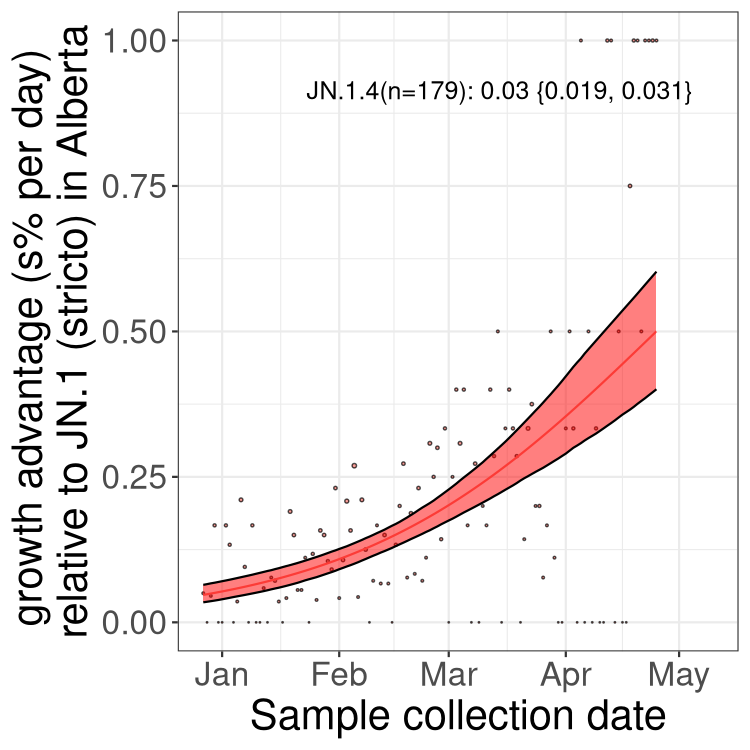 growth advantage (s% per day)
relative to JN.1 (stricto) in Alberta
1.00
0.75
0.50
0.25
0.00
JN.1.4(n=179): 0.03 {0.019, 0.031}
Jan Feb Mar Apr May
Sample collection date